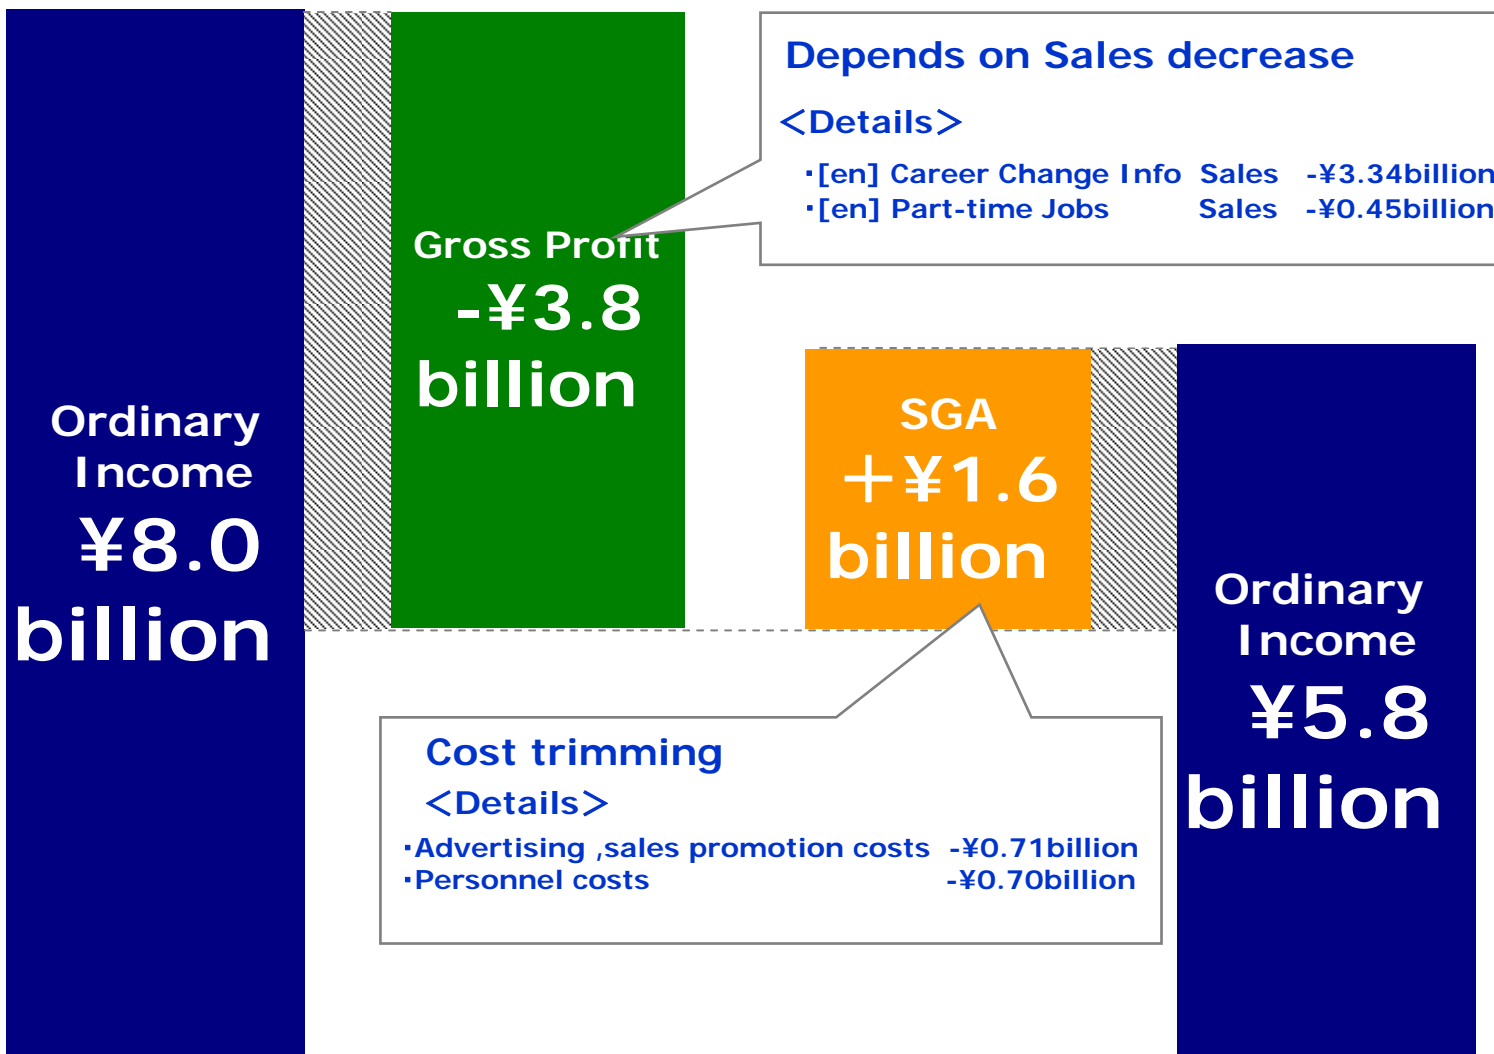 Ordinary
Income
¥8.0
billion
Gross Profit
-¥3.8
billion
Depends on Sales decrease
＜Details＞
・[en] Career Change Info Sales -¥3.34billion
・[en] Part-time Jobs Sales -¥0.45billion
SGA
＋¥1.6
billion
Cost trimming
＜Details＞
・Advertising ,sales promotion costs -¥0.71billion
・Personnel costs -¥0.70billion
Ordinary
Income
¥5.8
billion